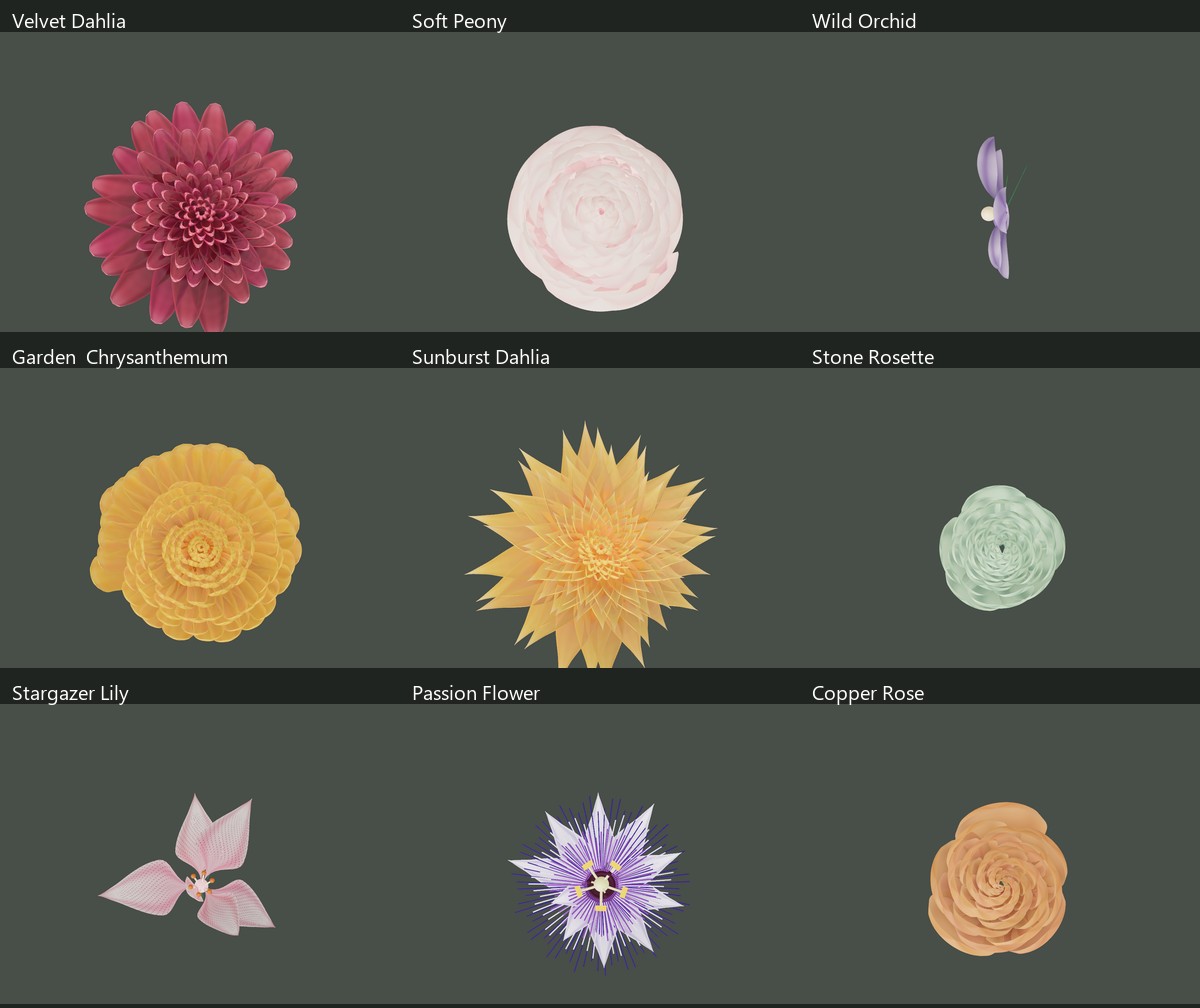 Velvet Dahlia
Soft Peony
Wild Orchid
Garden  Chrysanthemum
Sunburst Dahlia
Stone Rosette
Stargazer Lily
Passion Flower
Copper Rose